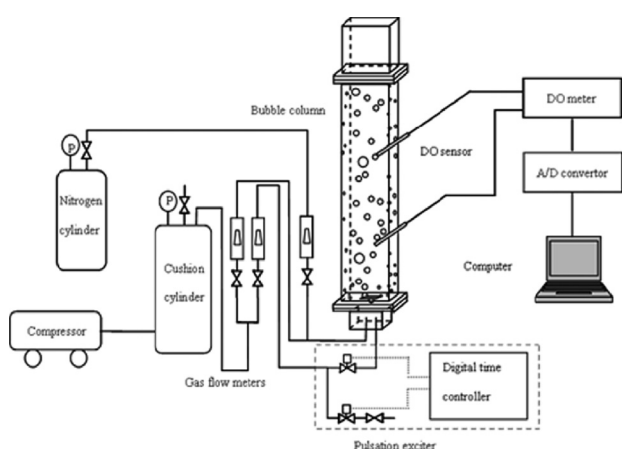 Bubble column
DO meter
DO sensor
A/D convertor
P
Nitrogen
cylinder
P
Cushion
cylinder
Computer
Compressor
Gas flow meters
Digital time
controller
Pulsation exciter